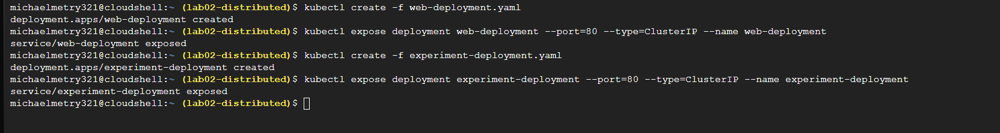 michaelmetry321@cloudshell:~ (lab02-distributed)$ kubectl create -f web-deployment.yaml
deployment.apps/web-deployment created
michaelmetry321@cloudshell:~ (lab02-distributed)$ kubectl expose deployment web-deployment --port=80 --type=ClusterIP --name web-deployment
service/web-deployment exposed
michaelmetry321@cloudshell:~ (lab02-distributed)$ kubectl create -f experiment-deployment.yaml
deployment.apps/experiment-deployment created
michaelmetry321@cloudshell:~ (lab02-distributed)$ kubectl expose deployment experiment-deployment --port=80 --type=ClusterIP --name experiment-deployment
service/experiment-deployment exposed
michaelmetry321@cloudshell:~ (lab02-distributed)$